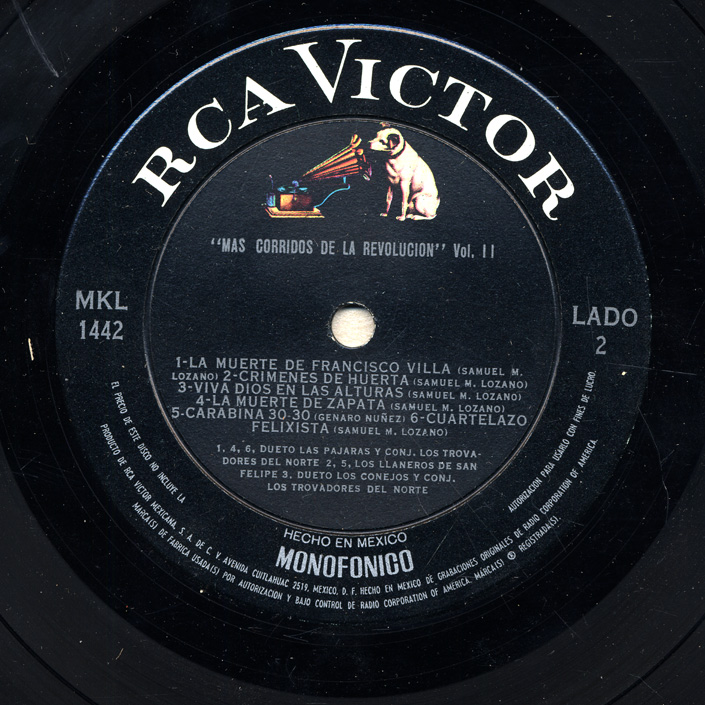 RCA VICTOR
"MAS CORRIDOS DE LA REVOLUCION" Vol. II
MKL
1442
LADO
2
1-LA MUERTE DE FRANCISCO VILLA (SAMUEL M.
LOZANO) 2-CRIMENES DE HUERTA (SAMUEL M. LOZANO)
3-VIVA DIOS EN LAS ALTURAS (SAMUEL M. LOZANO)
4-LA MUERTE DE ZAPATA (SAMUEL M. LOZANO)
5-CARABINA 30-30 (GENARO NUÑEZ) 6-CUARTELAZO
FELIXISTA (SAMUEL M. LOZANO)
1, 4, 6, DUETO LAS PAJARAS Y CONJ. LOS TROVA-
DORES DEL NORTE 2, 5, LOS LLANEROS DE SAN
FELIPE 3, DUETO LOS CONEJOS Y CONJ.
LOS TROVADORES DEL NORTE
HECHO EN MEXICO
MONOFONICO
EL PRECIO DE ESTE DISCO NO INCLUYE LA AUTORIZACION PARA USARLO CON FINES DE LUCRO.
PRODUCTO DE RCA VICTOR MEXICANA, S. A. DE C. V. AVENIDA CUITLAHUAC 2519, MEXICO, D. F. HECHO EN MEXICO DE GRABACIONES ORIGINALES DE RADIO CORPORATION OF AMERICA.
MARCA(S) DE FABRICA USADA(S) POR AUTORIZACION Y BAJO CONTROL DE RADIO CORPORATION OF AMERICA. MARCA(S) ® REGISTRADA(S).